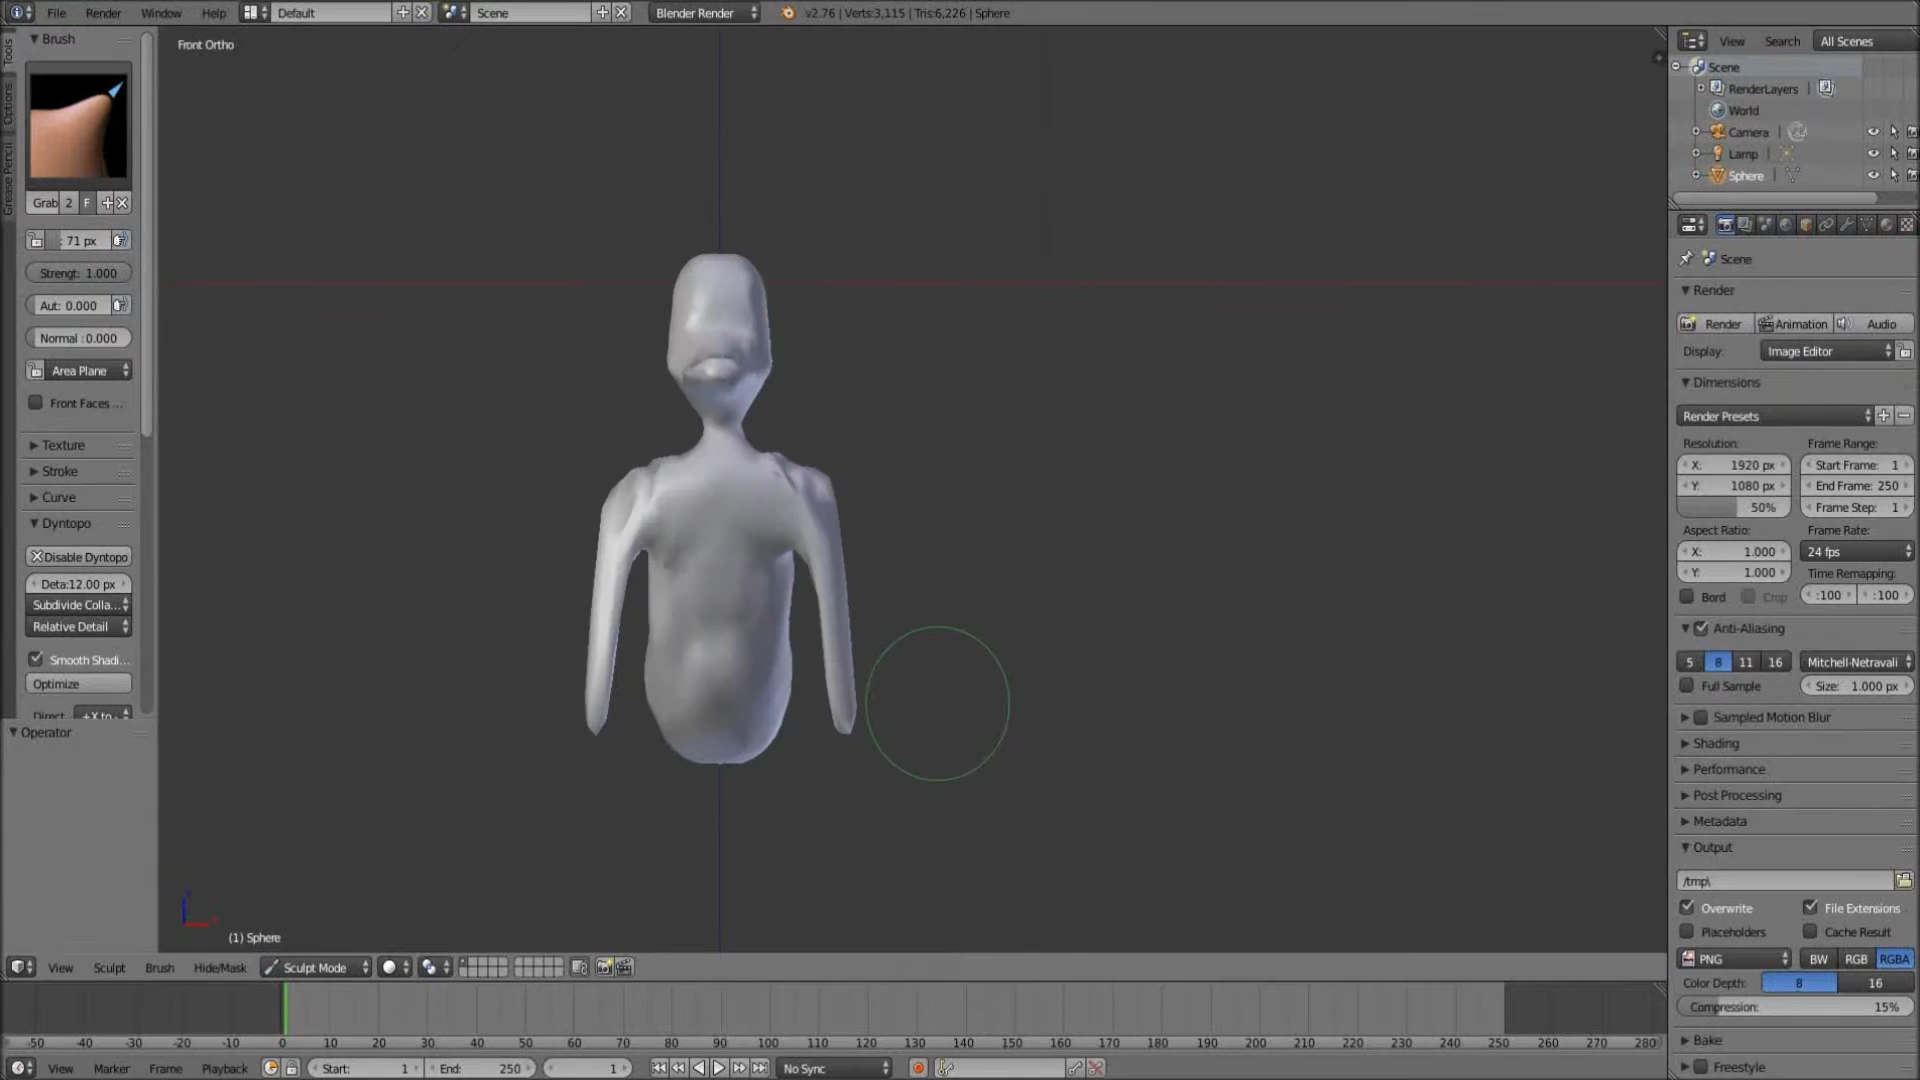 File Render Window Help Default Scene Blender Render v2.76 | Verts:3,115 | Tris:6,226 | Sphere
Tools
Options
Grease Pencil
Brush
Grab 2 F
: 71 px
Strengt: 1.000
Aut: 0.000
Normal : 0.000
Area Plane
Front Faces ...
Texture
Stroke
Curve
Dyntopo
Disable Dyntopo
Deta:12.00 px
Subdivide Colla...
Relative Detail
Smooth Shadi...
Optimize
Direct +X to -
Operator
Front Ortho
(1) Sphere
View Sculpt Brush Hide/Mask Sculpt Mode
-50 -40 -30 -20 -10 0 10 20 30 40 50 60 70 80 90 100 110 120 130 140 150 160 170 180 190 200 210 220 230 240 250 260 270 280
View Marker Frame Playback Start: 1 End: 250 1 No Sync
View Search All Scenes
Scene
RenderLayers |
World
Camera |
Lamp |
Sphere |
Scene
Render
Render Animation Audio
Display: Image Editor
Dimensions
Render Presets
Resolution: Frame Range:
X: 1920 px Start Frame: 1
Y: 1080 px End Frame: 250
50% Frame Step: 1
Aspect Ratio: Frame Rate:
X: 1.000 24 fps
Y: 1.000 Time Remapping:
Bord Crop :100 :100
Anti-Aliasing
5 8 11 16 Mitchell-Netravali
Full Sample Size: 1.000 px
Sampled Motion Blur
Shading
Performance
Post Processing
Metadata
Output
/tmp\
Overwrite File Extensions
Placeholders Cache Result
PNG BW RGB RGBA
Color Depth: 8 16
Compression: 15%
Bake
Freestyle